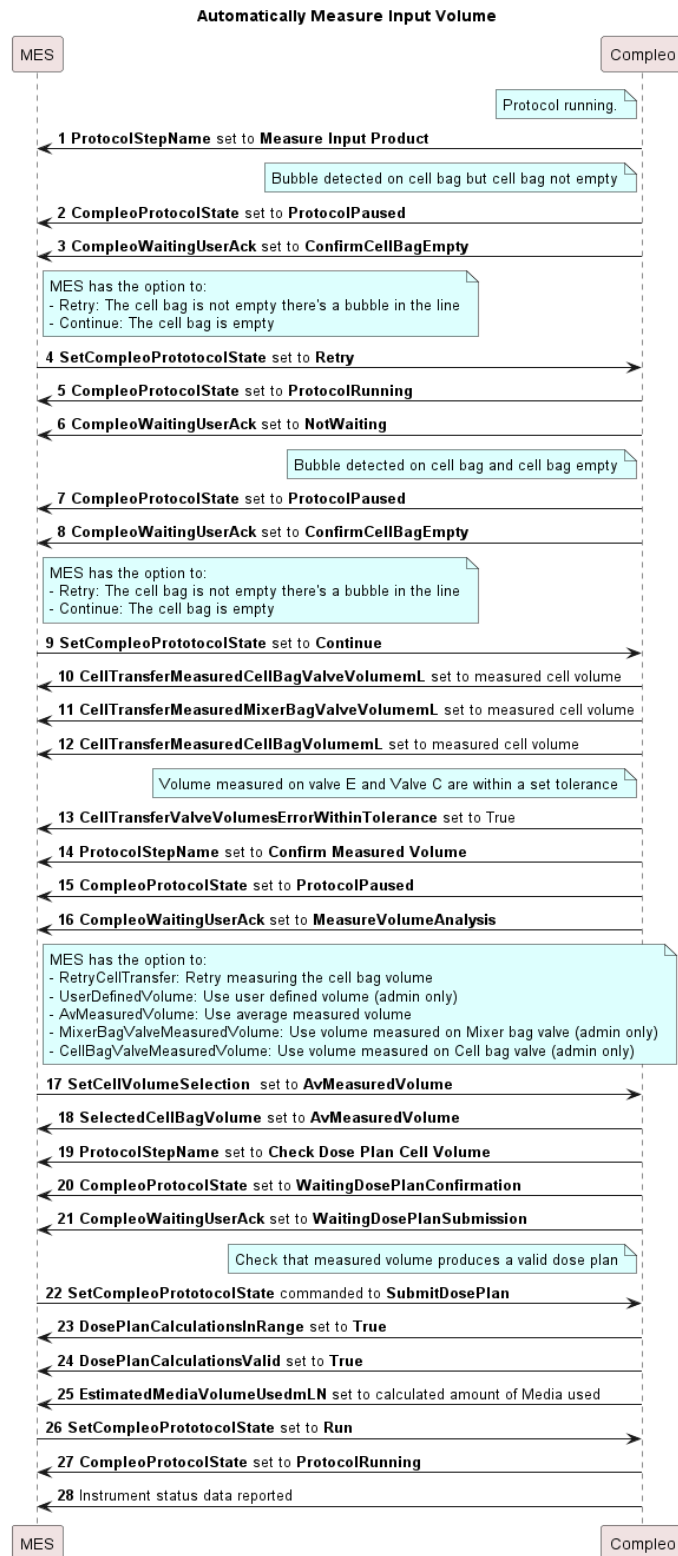 Automatically Measure Input Volume
MES
Compleo
Protocol running.
1 ProtocolStepName set to Measure Input Product
Bubble detected on cell bag but cell bag not empty
2 CompleoProtocolState set to ProtocolPaused
3 CompleoWaitingUserAck set to ConfirmCellBagEmpty
MES has the option to:
- Retry: The cell bag is not empty there's a bubble in the line
- Continue: The cell bag is empty
4 SetCompleoPrototocolState set to Retry
5 CompleoProtocolState set to ProtocolRunning
6 CompleoWaitingUserAck set to NotWaiting
Bubble detected on cell bag and cell bag empty
7 CompleoProtocolState set to ProtocolPaused
8 CompleoWaitingUserAck set to ConfirmCellBagEmpty
MES has the option to:
- Retry: The cell bag is not empty there's a bubble in the line
- Continue: The cell bag is empty
9 SetCompleoPrototocolState set to Continue
10 CellTransferMeasuredCellBagValveVolumemL set to measured cell volume
11 CellTransferMeasuredMixerBagValveVolumemL set to measured cell volume
12 CellTransferMeasuredCellBagVolumemL set to measured cell volume
Volume measured on valve E and Valve C are within a set tolerance
13 CellTransferValveVolumesErrorWithinTolerance set to True
14 ProtocolStepName set to Confirm Measured Volume
15 CompleoProtocolState set to ProtocolPaused
16 CompleoWaitingUserAck set to MeasureVolumeAnalysis
MES has the option to:
- RetryCellTransfer: Retry measuring the cell bag volume
- UserDefinedVolume: Use user defined volume (admin only)
- AvMeasuredVolume: Use average measured volume
- MixerBagValveMeasuredVolume: Use volume measured on Mixer bag valve (admin only)
- CellBagValveMeasuredVolume: Use volume measured on Cell bag valve (admin only)
17 SetCellVolumeSelection set to AvMeasuredVolume
18 SelectedCellBagVolume set to AvMeasuredVolume
19 ProtocolStepName set to Check Dose Plan Cell Volume
20 CompleoProtocolState set to WaitingDosePlanConfirmation
21 CompleoWaitingUserAck set to WaitingDosePlanSubmission
Check that measured volume produces a valid dose plan
22 SetCompleoPrototocolState commanded to SubmitDosePlan
23 DosePlanCalculationsInRange set to True
24 DosePlanCalculationsValid set to True
25 EstimatedMediaVolumeUsedmLN set to calculated amount of Media used
26 SetCompleoPrototocolState set to Run
27 CompleoProtocolState set to ProtocolRunning
28 Instrument status data reported
MES
Compleo